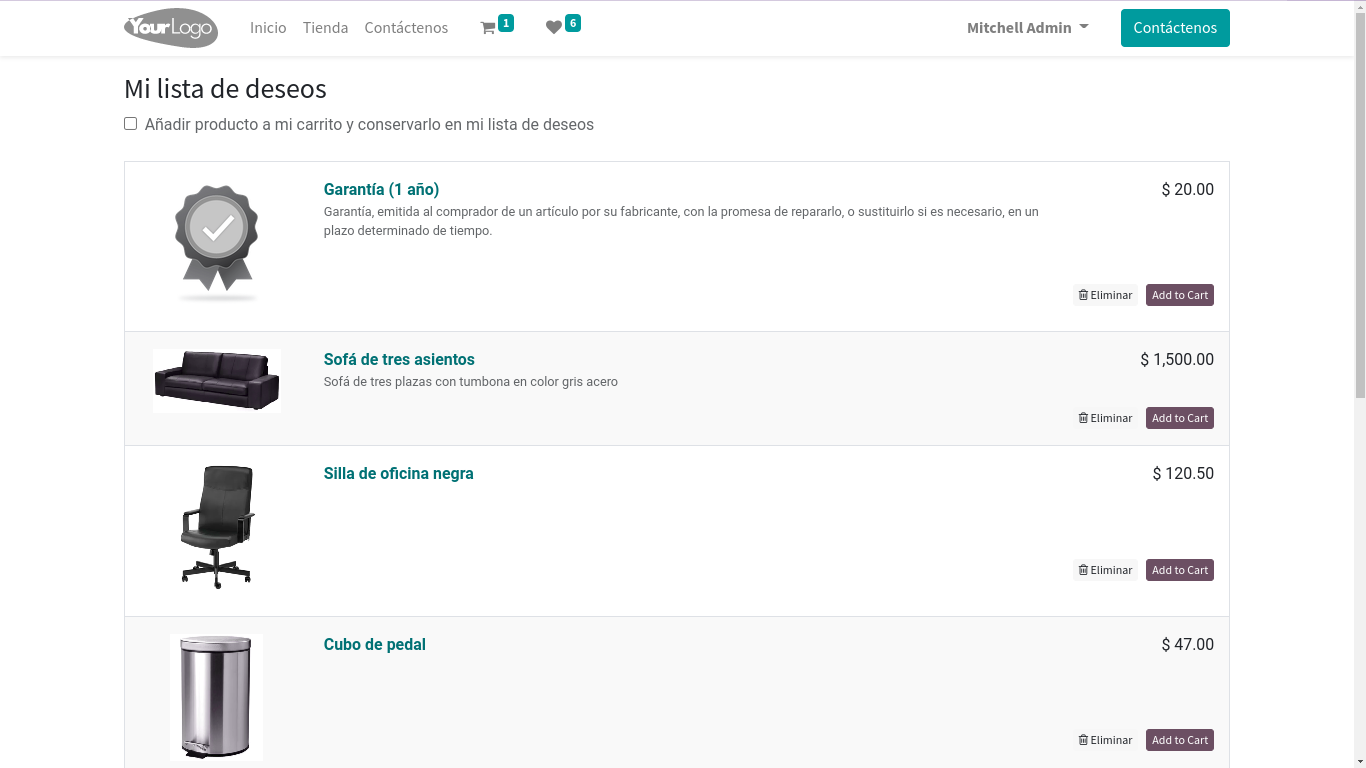 YourLogo
Inicio
Tienda
Contáctenos
1
6
Mitchell Admin
Contáctenos
Mi lista de deseos
Añadir producto a mi carrito y conservarlo en mi lista de deseos
Garantía (1 año)
$ 20.00
Garantía, emitida al comprador de un artículo por su fabricante, con la promesa de repararlo, o sustituirlo si es necesario, en un
plazo determinado de tiempo.
Eliminar
Add to Cart
Sofá de tres asientos
$ 1,500.00
Sofá de tres plazas con tumbona en color gris acero
Eliminar
Add to Cart
Silla de oficina negra
$ 120.50
Eliminar
Add to Cart
Cubo de pedal
$ 47.00
Eliminar
Add to Cart